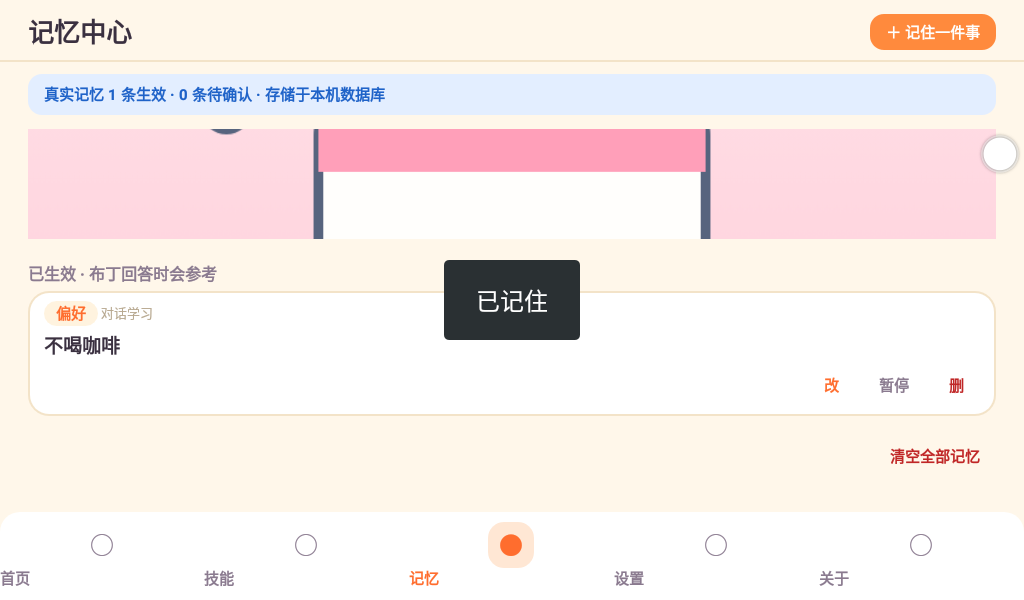 记忆中心
＋ 记住一件事
真实记忆 1 条生效 · 0 条待确认 · 存储于本机数据库
已生效 · 布丁回答时会参考
已记住
偏好 对话学习
不喝咖啡
改 暂停 删
清空全部记忆
首页 技能 记忆 设置 关于